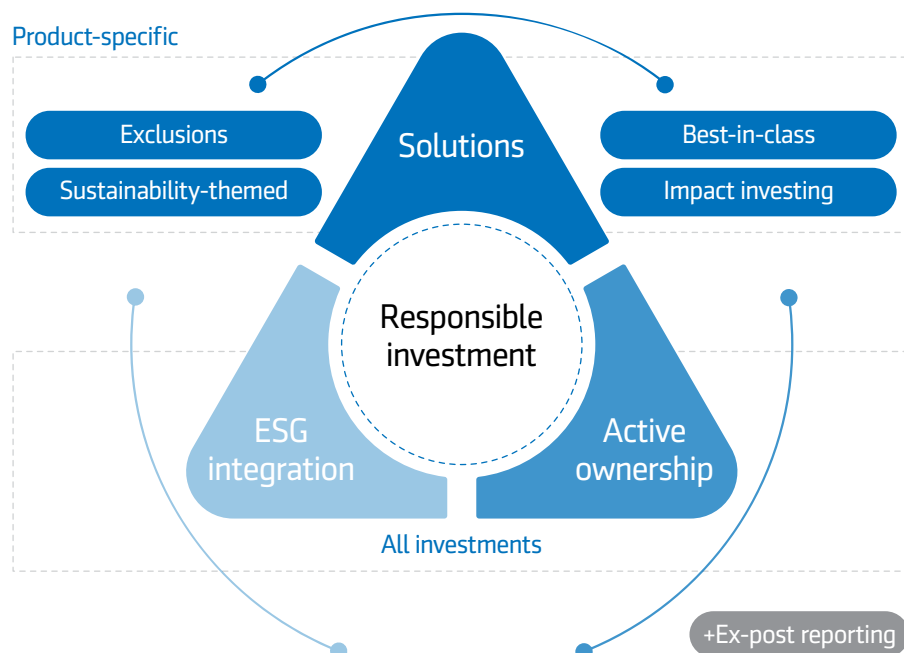 Product-specific
Exclusions
Sustainability-themed
Solutions
Best-in-class
Impact investing
Responsible
investment
ESG
integration
Active
ownership
All investments
+Ex-post reporting